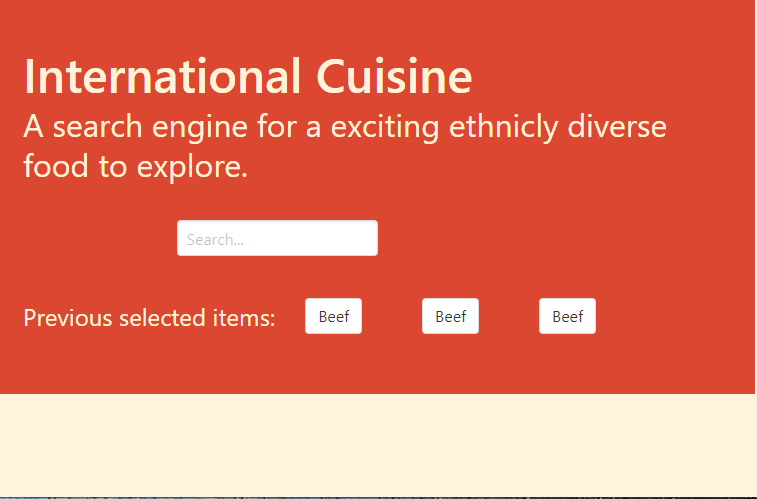 International Cuisine
A search engine for a exciting ethnicly diverse
food to explore.
Search...
Previous selected items: Beef Beef Beef